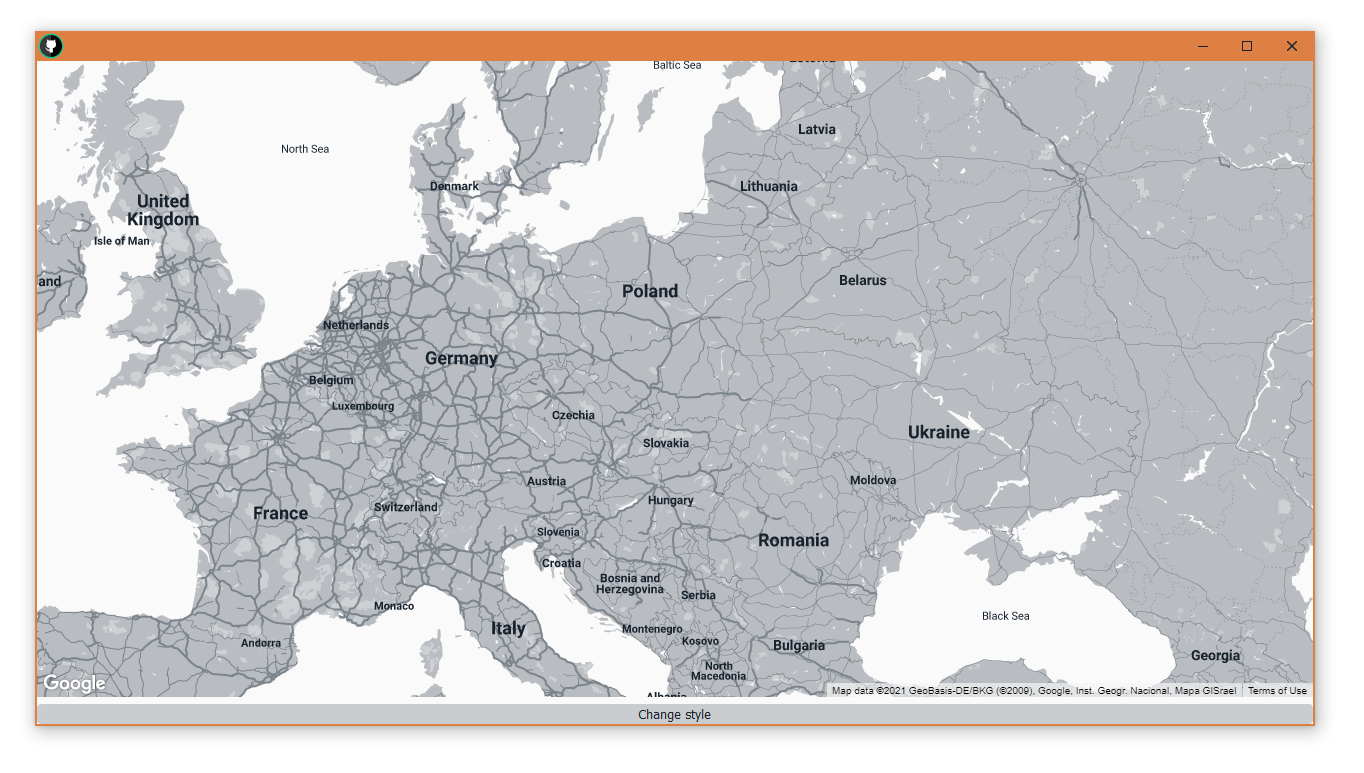 Baltic Sea
Estonia
Latvia
North Sea
Denmark
Lithuania
United
Kingdom
Isle of Man
and
Belarus
Poland
Netherlands
Germany
Belgium
Luxembourg
Czechia
Ukraine
Slovakia
Moldova
Austria
Hungary
Switzerland
France
Slovenia
Romania
Croatia
Bosnia and
Herzegovina
Serbia
Monaco
Black Sea
Italy
Montenegro
Kosovo
Andorra
Bulgaria
Georgia
North
Macedonia
Albania
Google
Map data ©2021 GeoBasis-DE/BKG (©2009), Google, Inst. Geogr. Nacional, Mapa GISrael
Terms of Use
Change style